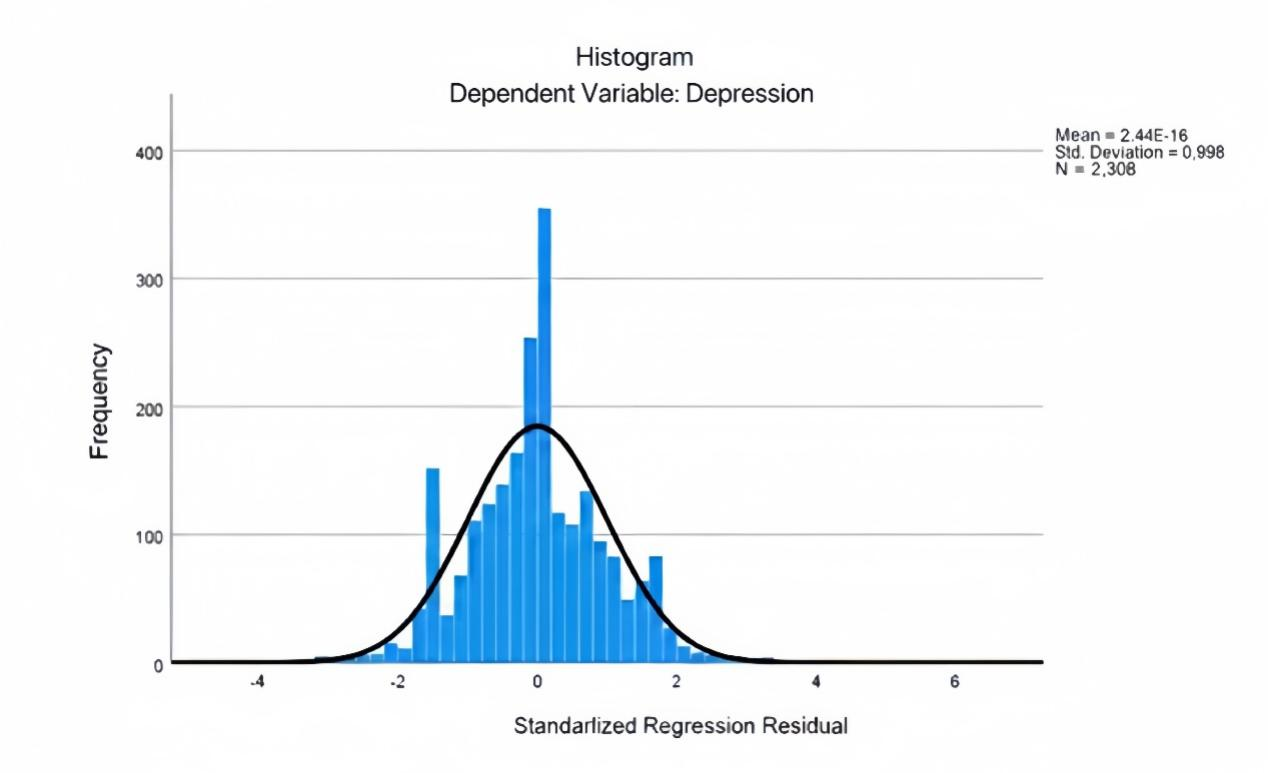 Histogram
Dependent Variable: Depression
Mean = 2.44E-16
Std. Deviation = 0,998
N = 2,308
400
300
200
100
0
Frequency
-4 -2 0 2 4 6
Standarlized Regression Residual